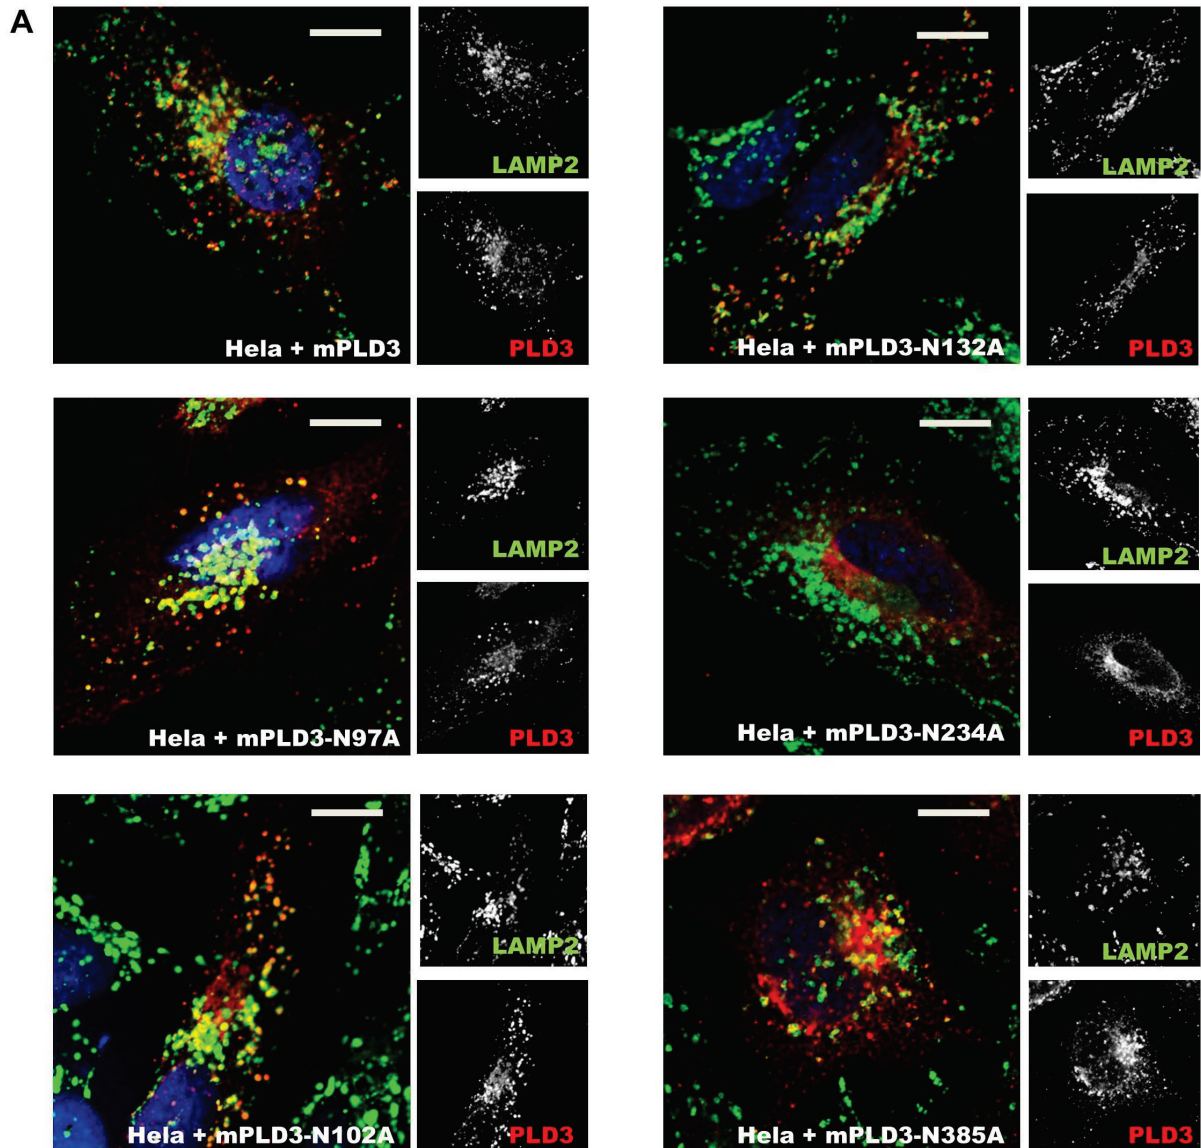 A
LAMP2
PLD3
Hela + mPLD3
LAMP2
PLD3
Hela + mPLD3-N132A
LAMP2
PLD3
Hela + mPLD3-N97A
LAMP2
PLD3
Hela + mPLD3-N234A
LAMP2
PLD3
Hela + mPLD3-N102A
LAMP2
PLD3
Hela + mPLD3-N385A